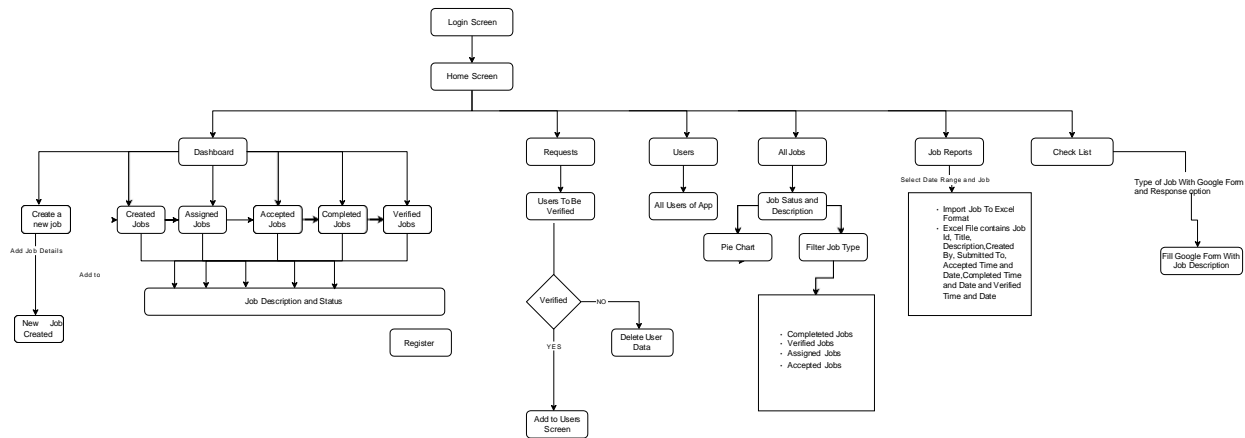 Login Screen
Home Screen
Dashboard
Requests
Users
All Jobs
Job Reports
Check List
Select Date Range and Job
Type of Job With Google Form
and Response option
Create a
new job
Created
Jobs
Assigned
Jobs
Accepted
Jobs
Completed
Jobs
Verified
Jobs
Users To Be
Verified
All Users of App
Job Satus and
Description
· Import Job To Excel
Format
· Excel File contains Job
Id, Title,
Description,Created
By, Submitted To,
Accepted Time and
Date,Completed Time
and Date and Verified
Time and Date
Add Job Details
Pie Chart
Filter Job Type
Fill Google Form With
Job Description
Add to
Job Description and Status
Verified
NO
New Job
Created
Register
YES
Delete User
Data
· Completeted Jobs
· Verified Jobs
· Assigned Jobs
· Accepted Jobs
Add to Users
Screen